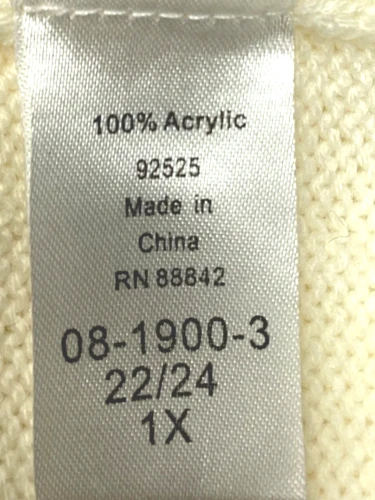 100% Acrylic
92525
Made in
China
RN 88842
08-1900-3
22/24
1X